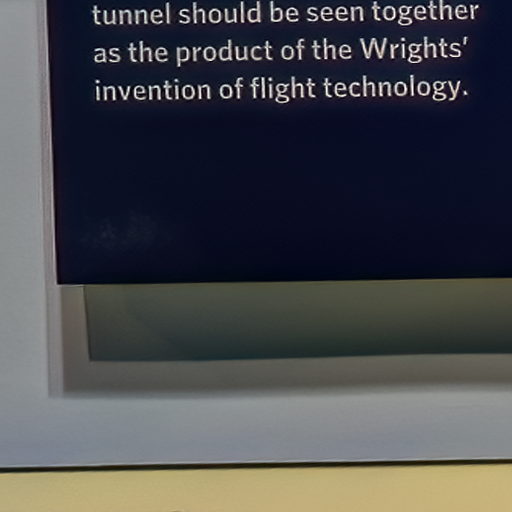 tunnel should be seen together
as the product of the Wrights’
invention of flight technology.